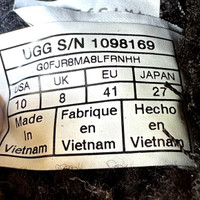 UGG S/N 1098169
G0FJR8MA8LFRNHH
USA UK EU JAPAN
10 8 41 27
Made in Vietnam
Fabrique en Vietnam
Hecho en Vietnam